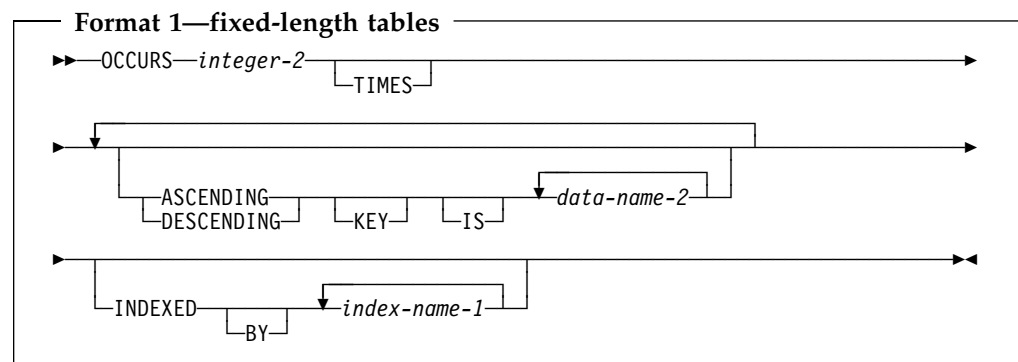 Format 1—fixed-length tables
OCCURS integer-2
TIMES
ASCENDING data-name-2
DESCENDING KEY IS
INDEXED index-name-1
BY